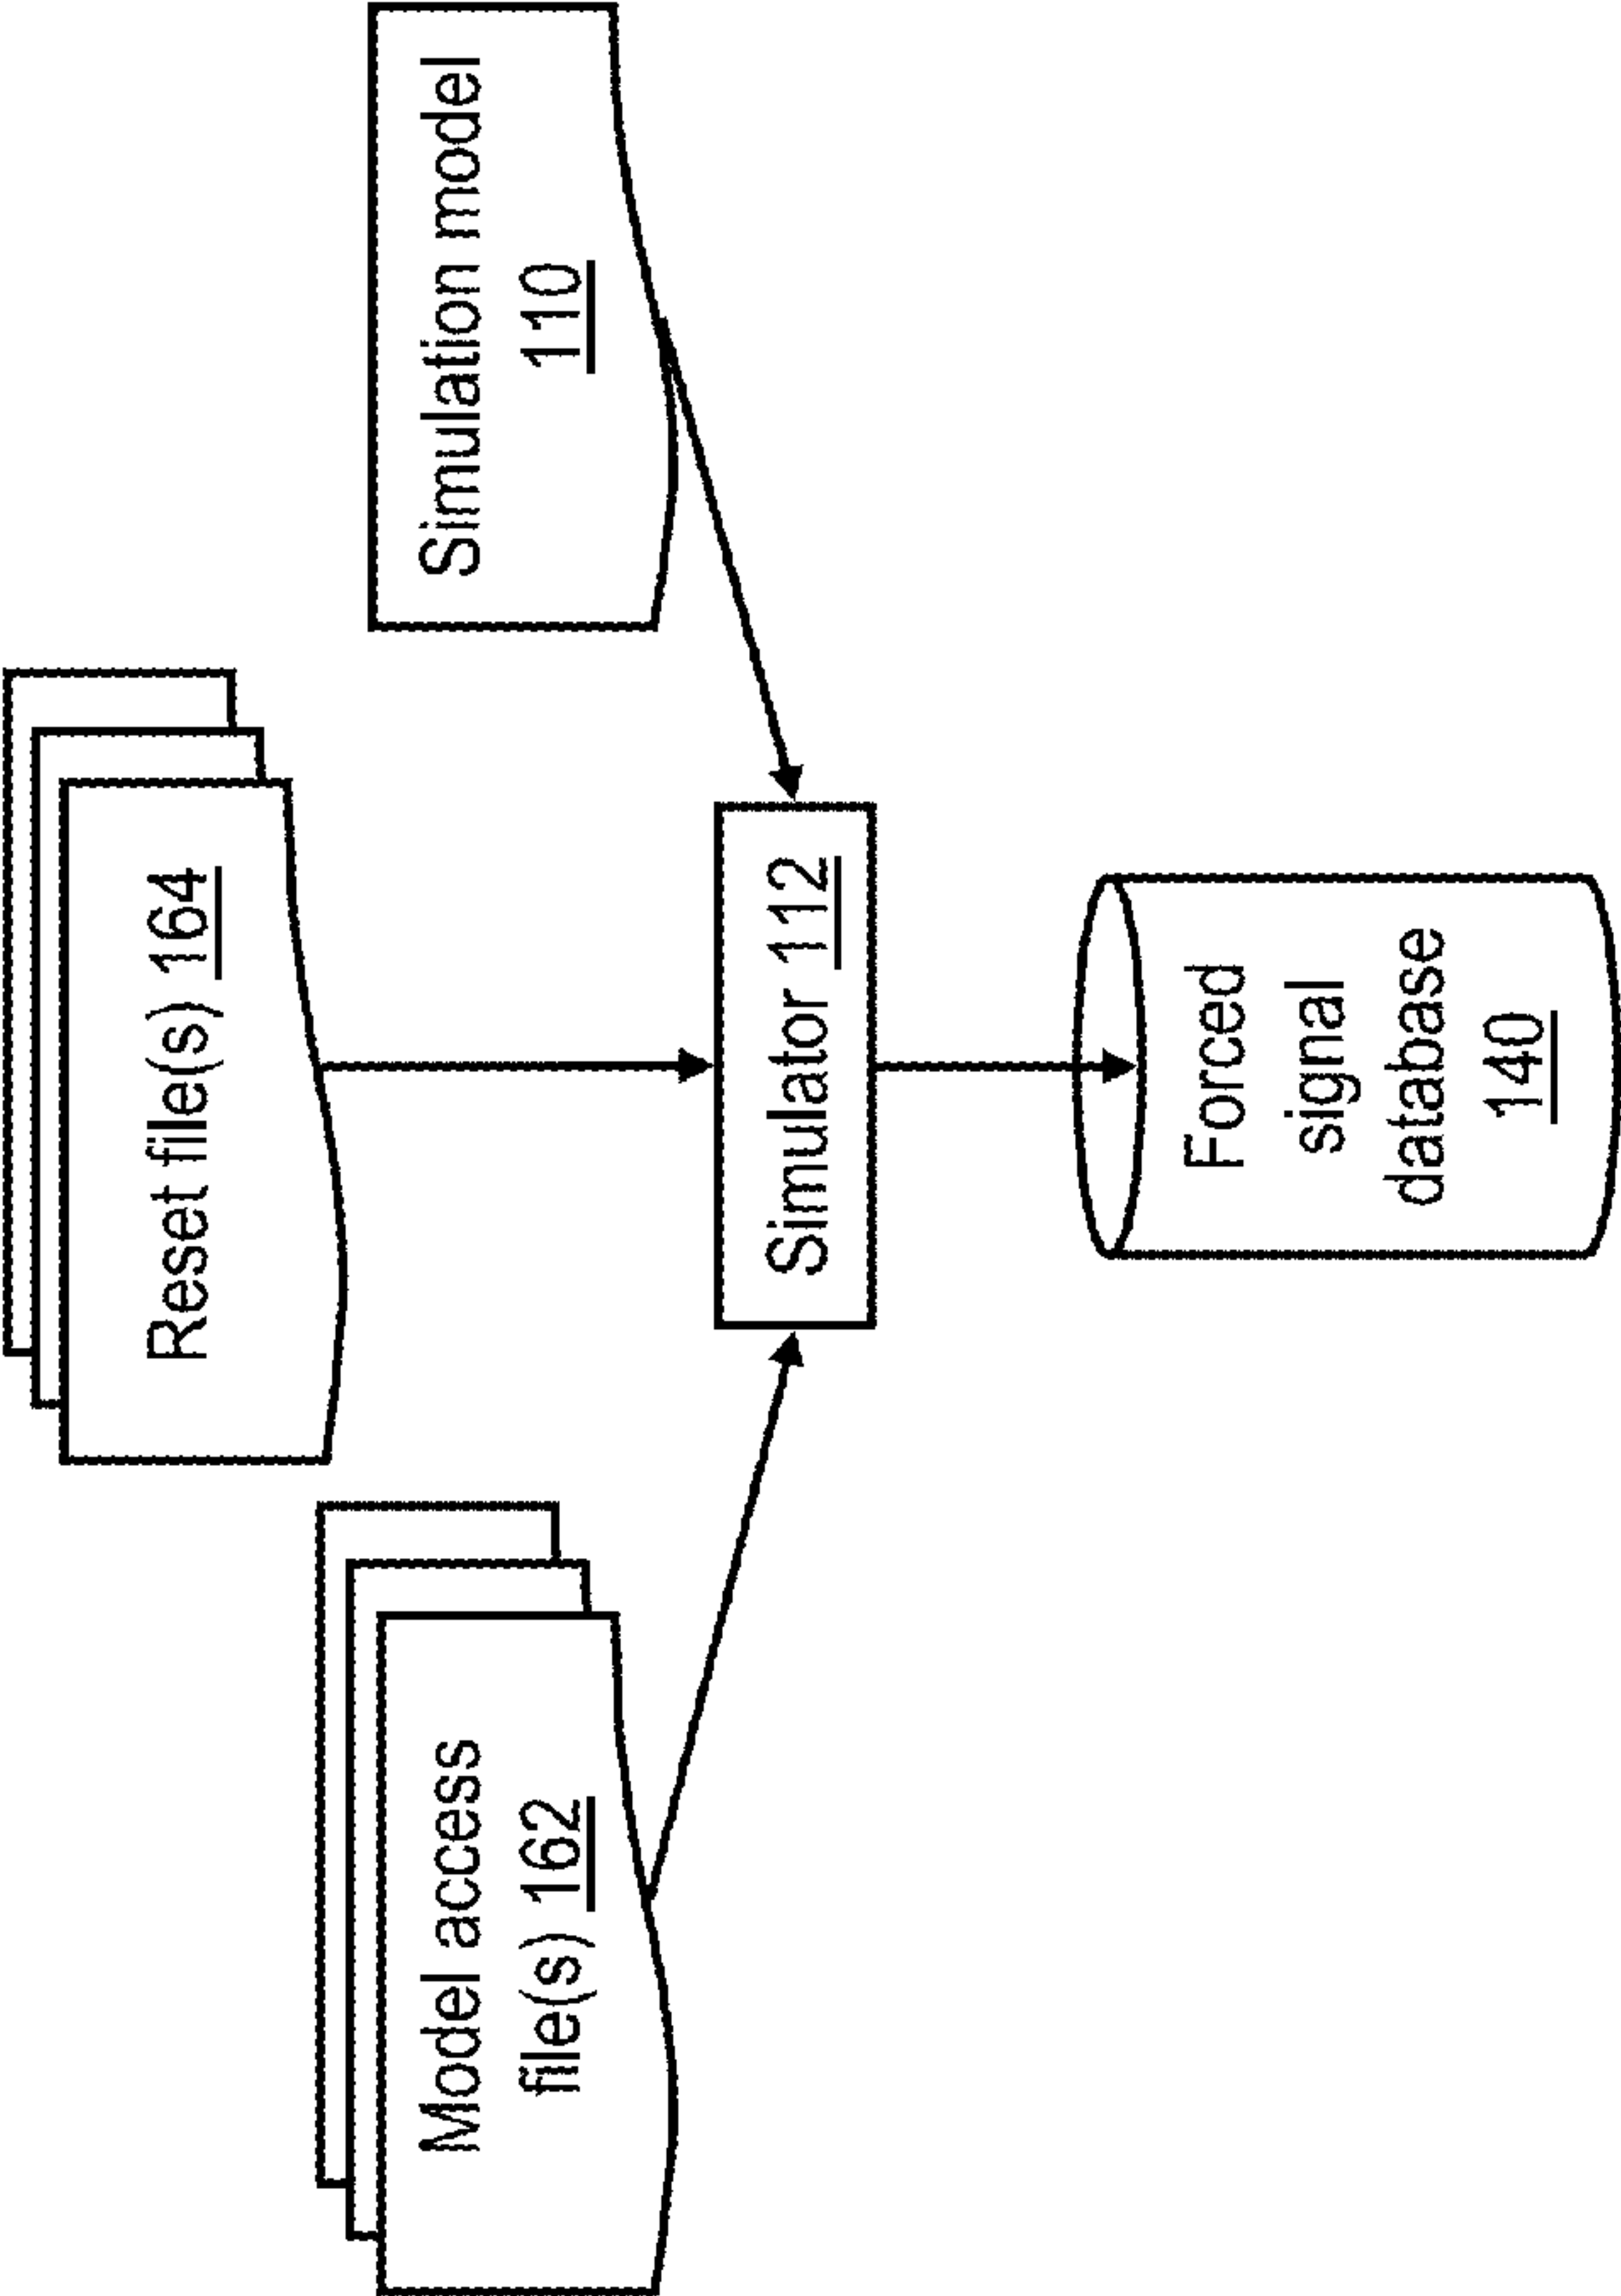 Reset file(s) 164
Model access
file(s) 162
Simulation model
110
Simulator 112
Forced
signal
database
140